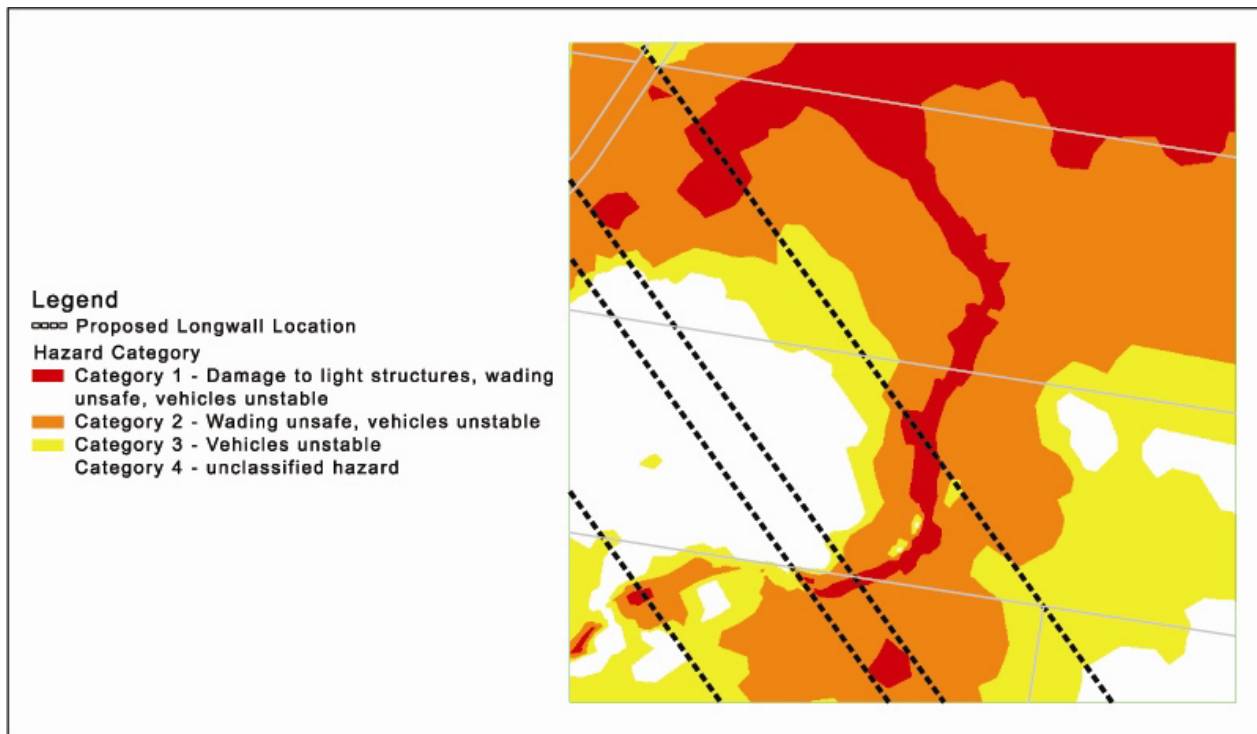 Legend
Proposed Longwall Location
Hazard Category
Category 1 - Damage to light structures, wading
unsafe, vehicles unstable
Category 2 - Wading unsafe, vehicles unstable
Category 3 - Vehicles unstable
Category 4 - unclassified hazard